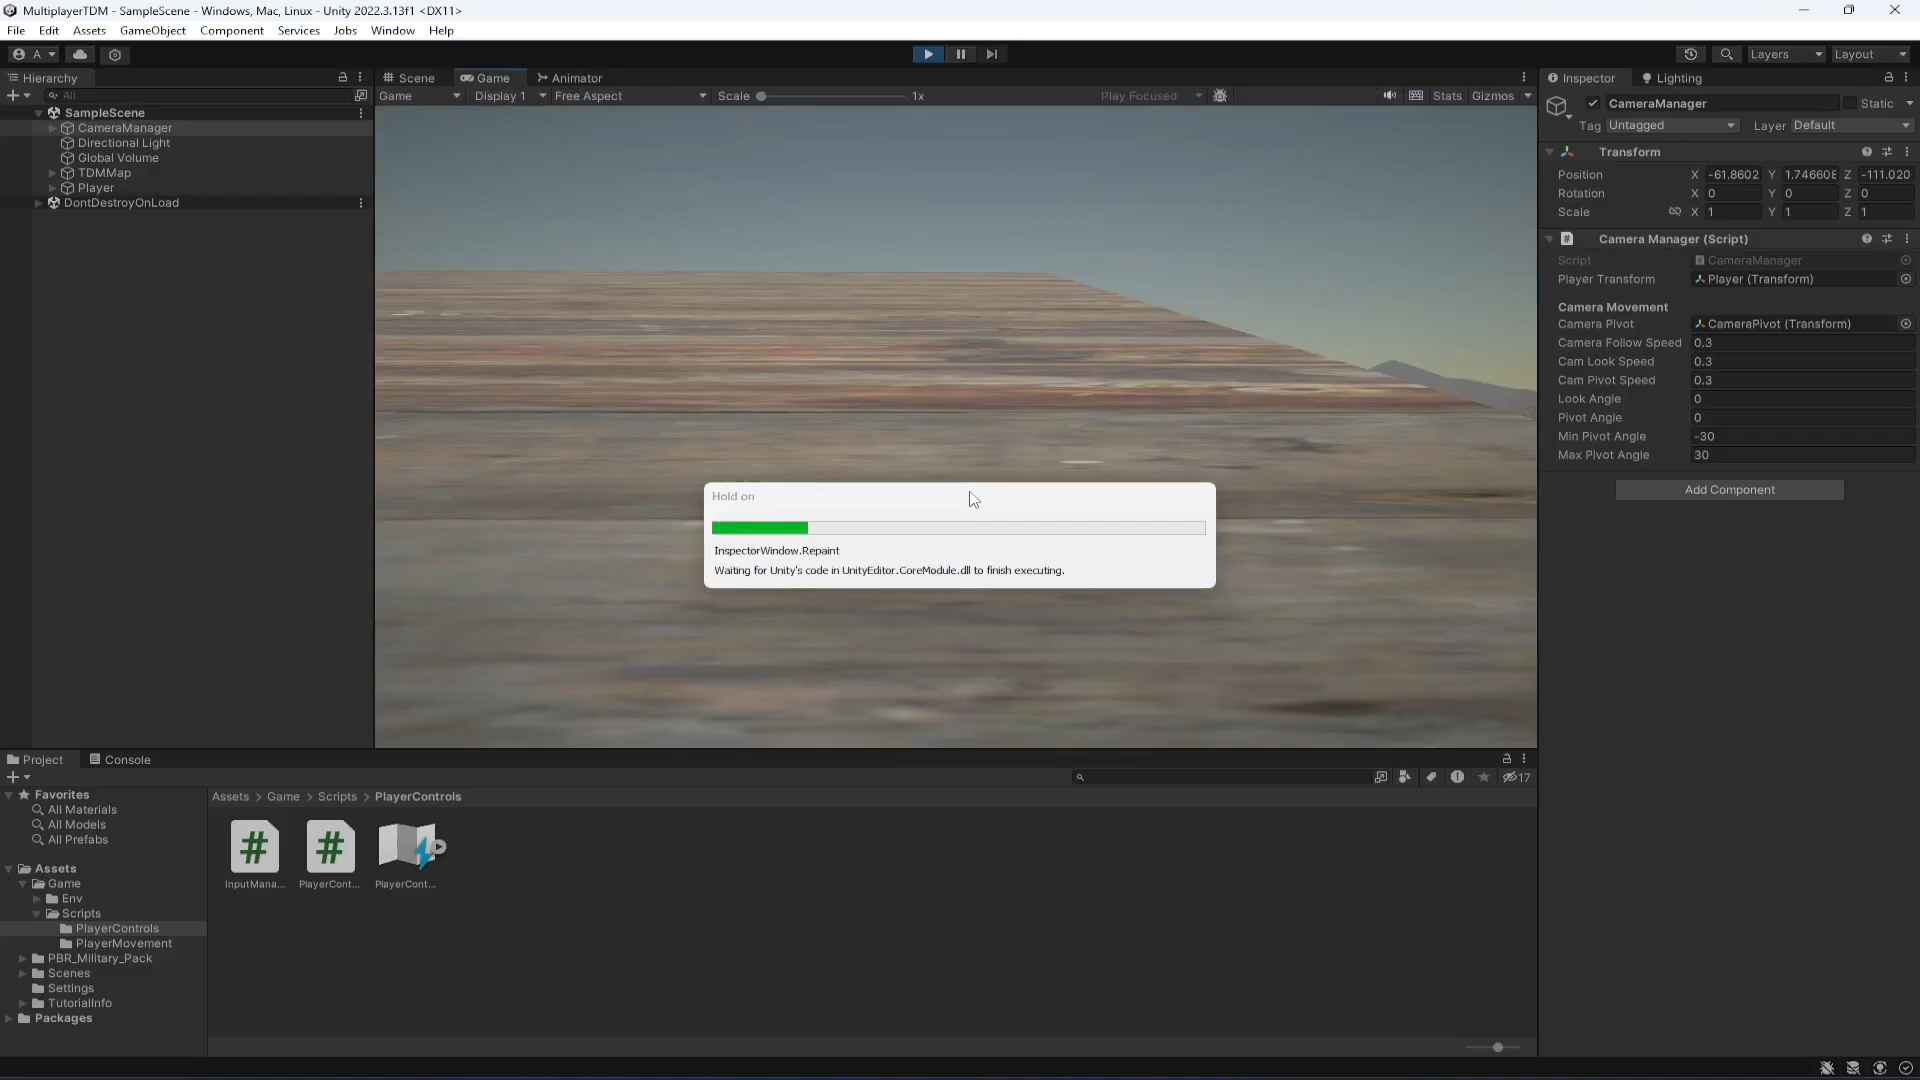 MultiplayerTDM - SampleScene - Windows, Mac, Linux - Unity 2022.3.13f1 <DX11>
File Edit Assets GameObject Component Services Jobs Window Help
A Layers Layout
Hierarchy
All
SampleScene
CameraManager
Directional Light
Global Volume
TDMMap
Player
DontDestroyOnLoad
Scene Game Animator
Game Display 1 Free Aspect Scale 1x Play Focused Stats Gizmos
Hold on
InspectorWindow.Repaint
Waiting for Unity's code in UnityEditor.CoreModule.dll to finish executing.
Inspector Lighting
CameraManager Static
Tag Untagged Layer Default
Transform
Position X -61.8602 Y 1.746608 Z -111.020
Rotation X 0 Y 0 Z 0
Scale X 1 Y 1 Z 1
# Camera Manager (Script)
Script CameraManager
Player Transform Player (Transform)
Camera Movement
Camera Pivot CameraPivot (Transform)
Camera Follow Speed 0.3
Cam Look Speed 0.3
Cam Pivot Speed 0.3
Look Angle 0
Pivot Angle 0
Min Pivot Angle -30
Max Pivot Angle 30
Add Component
Project Console
17
Favorites
All Materials
All Models
All Prefabs
Assets
Game
Env
Scripts
PlayerControls
PlayerMovement
PBR_Military_Pack
Scenes
Settings
TutorialInfo
Packages
Assets > Game > Scripts > PlayerControls
# #
InputMana... PlayerCont... PlayerCont...